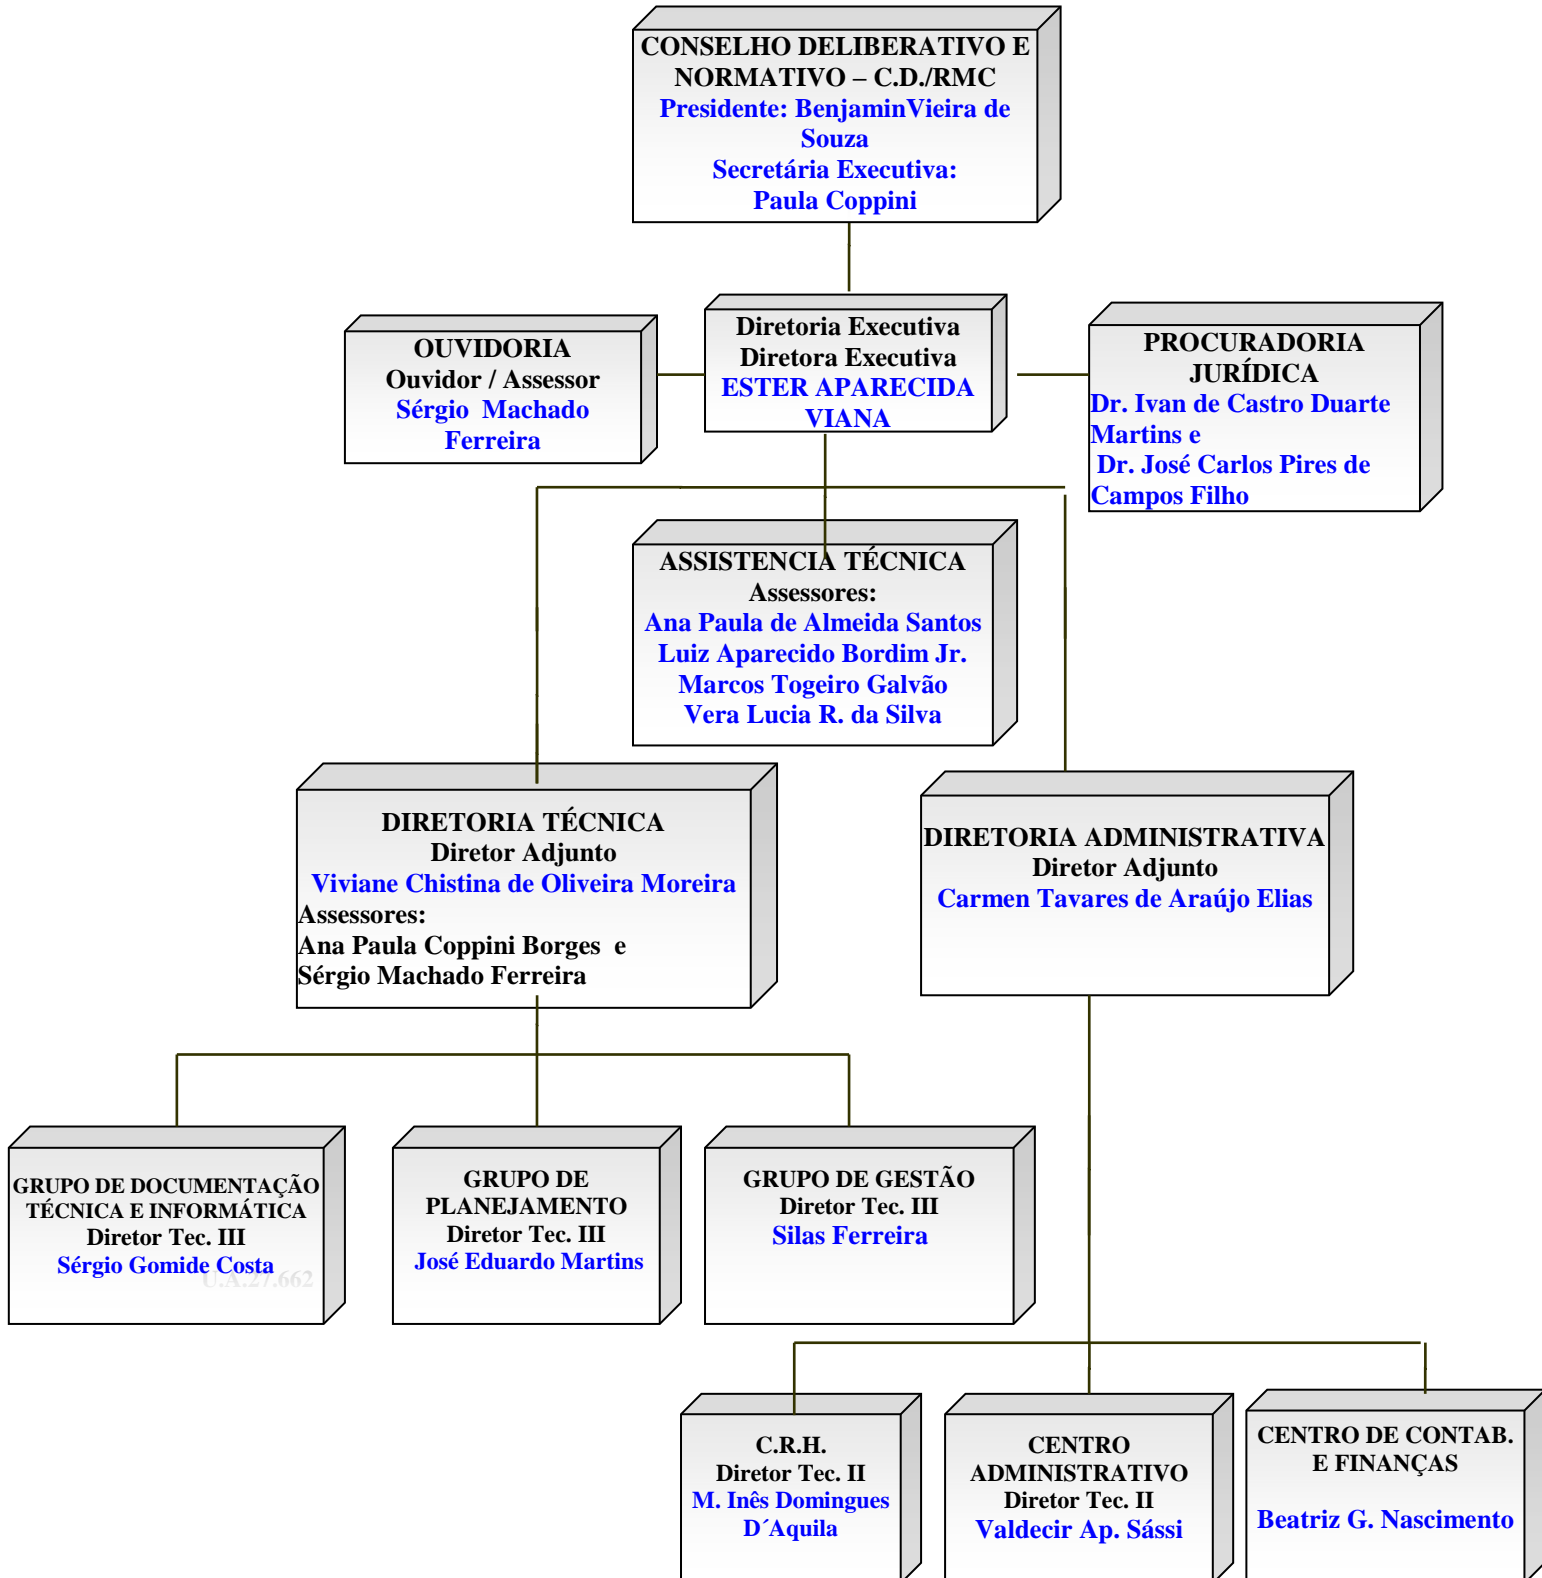 CONSELHO DELIBERATIVO E
NORMATIVO – C.D./RMC
Presidente: BenjaminVieira de
Souza
Secretária Executiva:
Paula Coppini
OUVIDORIA
Ouvidor / Assessor
Sérgio  Machado
Ferreira
Diretoria Executiva
Diretora Executiva
ESTER APARECIDA
VIANA
PROCURADORIA
JURÍDICA
Dr. Ivan de Castro Duarte
Martins e
Dr. José Carlos Pires de
Campos Filho
ASSISTENCIA TÉCNICA
Assessores:
Ana Paula de Almeida Santos
Luiz Aparecido Bordim Jr.
Marcos Togeiro Galvão
Vera Lucia R. da Silva
DIRETORIA TÉCNICA
Diretor Adjunto
Viviane Chistina de Oliveira Moreira
Assessores:
Ana Paula Coppini Borges  e
Sérgio Machado Ferreira
DIRETORIA ADMINISTRATIVA
Diretor Adjunto
Carmen Tavares de Araújo Elias
GRUPO DE DOCUMENTAÇÃO
TÉCNICA E INFORMÁTICA
Diretor Tec. III
Sérgio Gomide Costa
U.A.27.662
GRUPO DE
PLANEJAMENTO
Diretor Tec. III
José Eduardo Martins
GRUPO DE GESTÃO
Diretor Tec. III
Silas Ferreira
C.R.H.
Diretor Tec. II
M. Inês Domingues
D´Aquila
CENTRO
ADMINISTRATIVO
Diretor Tec. II
Valdecir Ap. Sássi
CENTRO DE CONTAB.
E FINANÇAS
Beatriz G. Nascimento